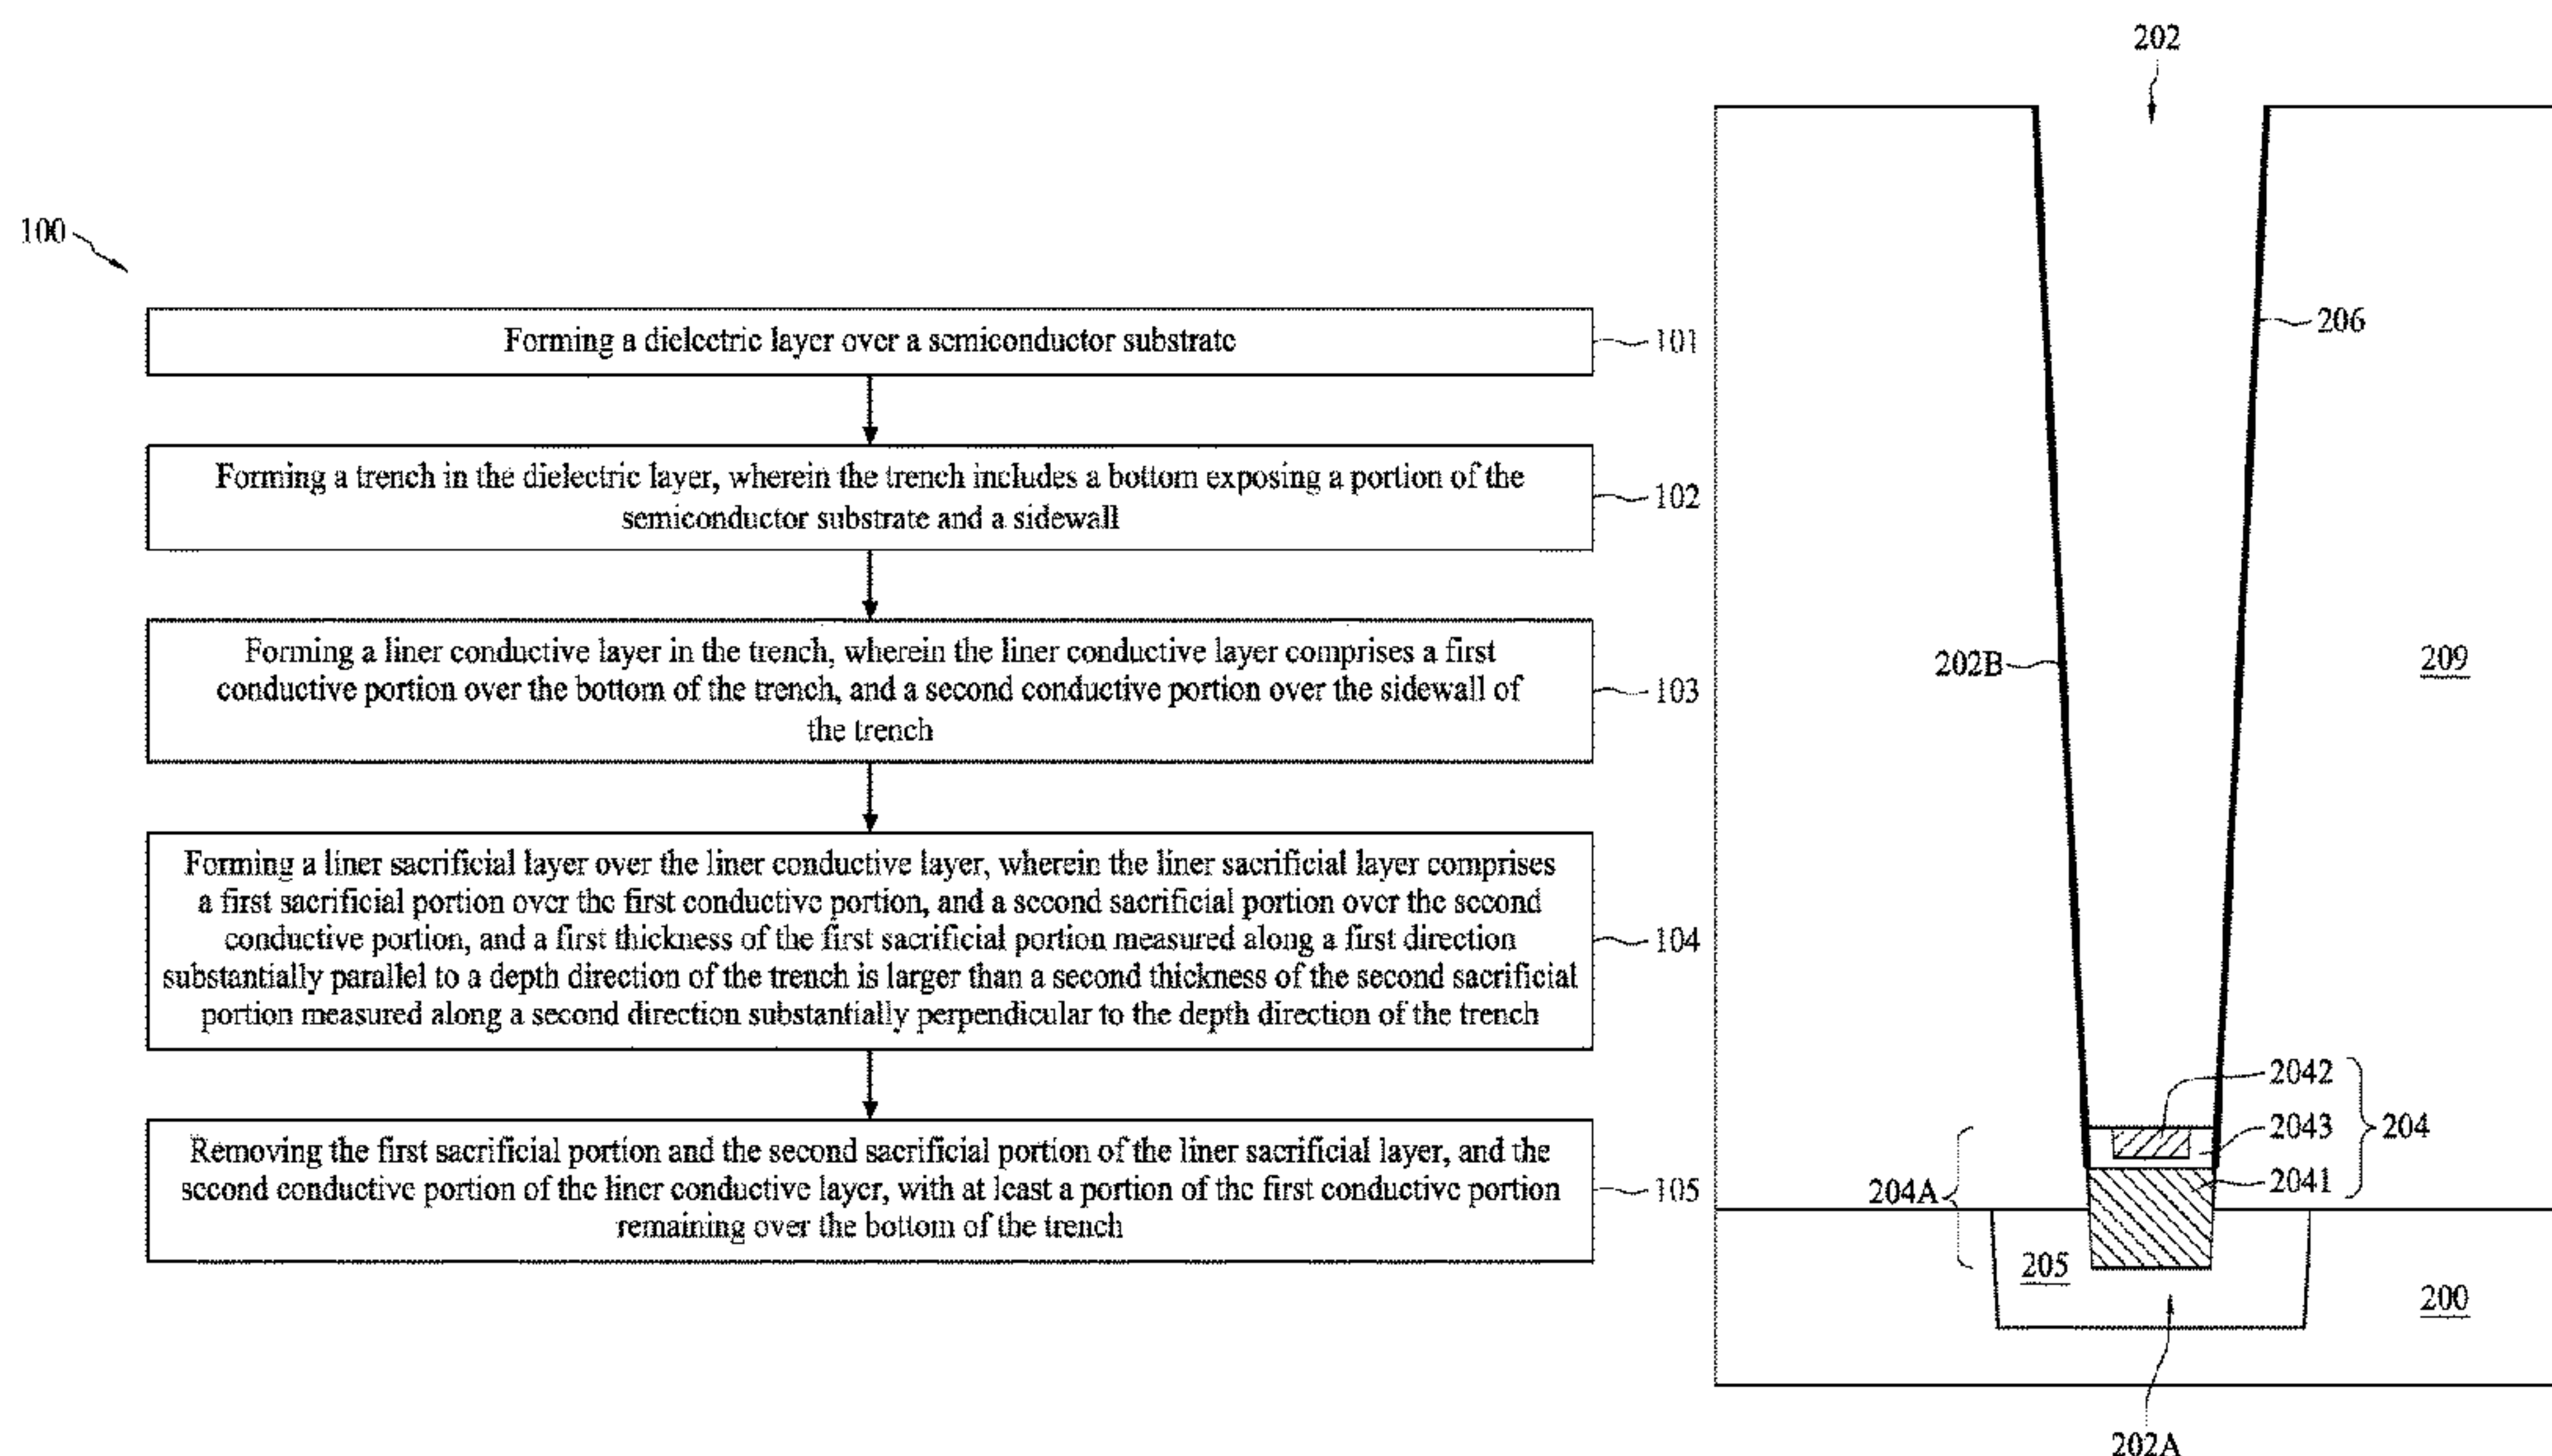 100
Forming a dielectric layer over a semiconductor substrate
101
Forming a trench in the dielectric layer, wherein the trench includes a bottom exposing a portion of the
semiconductor substrate and a sidewall
102
Forming a liner conductive layer in the trench, wherein the liner conductive layer comprises a first
conductive portion over the bottom of the trench, and a second conductive portion over the sidewall of
the trench
103
Forming a liner sacrificial layer over the liner conductive layer, wherein the liner sacrificial layer comprises
a first sacrificial portion over the first conductive portion, and a second sacrificial portion over the second
conductive portion, and a first thickness of the first sacrificial portion measured along a first direction
substantially parallel to a depth direction of the trench is larger than a second thickness of the second sacrificial
portion measured along a second direction substantially perpendicular to the depth direction of the trench
104
Removing the first sacrificial portion and the second sacrificial portion of the liner sacrificial layer, and the
second conductive portion of the liner conductive layer, with at least a portion of the first conductive portion
remaining over the bottom of the trench
105
202
206
202B
209
2042
2043
204
2041
204A
205
200
202A